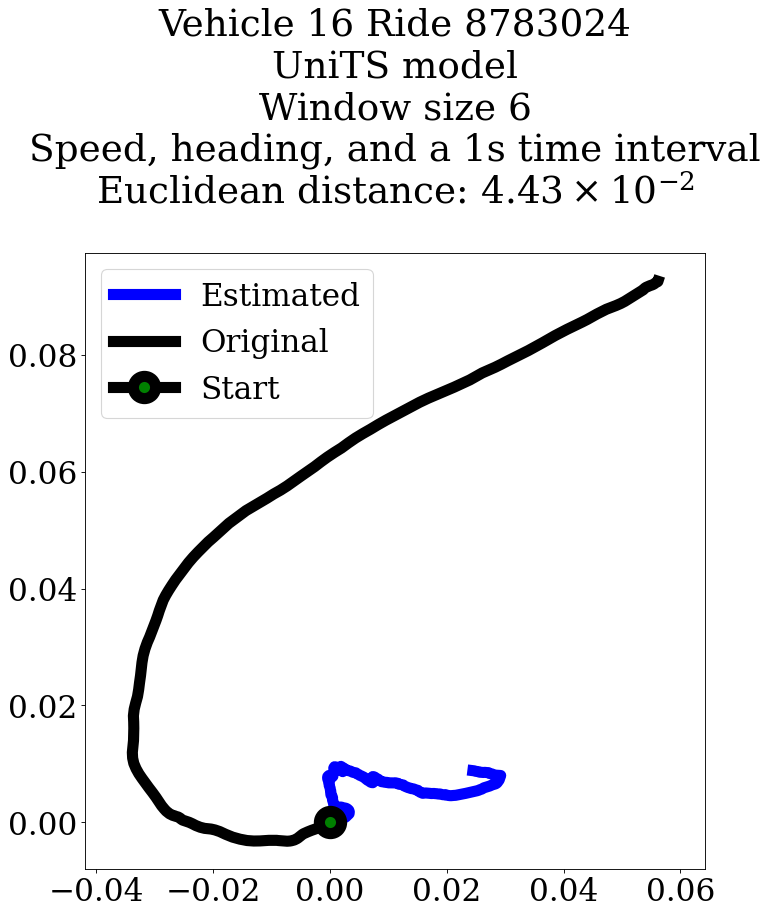 Vehicle 16 Ride 8783024
UniTS model
Window size 6
Speed, heading, and a 1s time interval
Euclidean distance: 4.43 × 10⁻²
Estimated
Original
Start
0.08
0.06
0.04
0.02
0.00
−0.04 −0.02 0.00 0.02 0.04 0.06